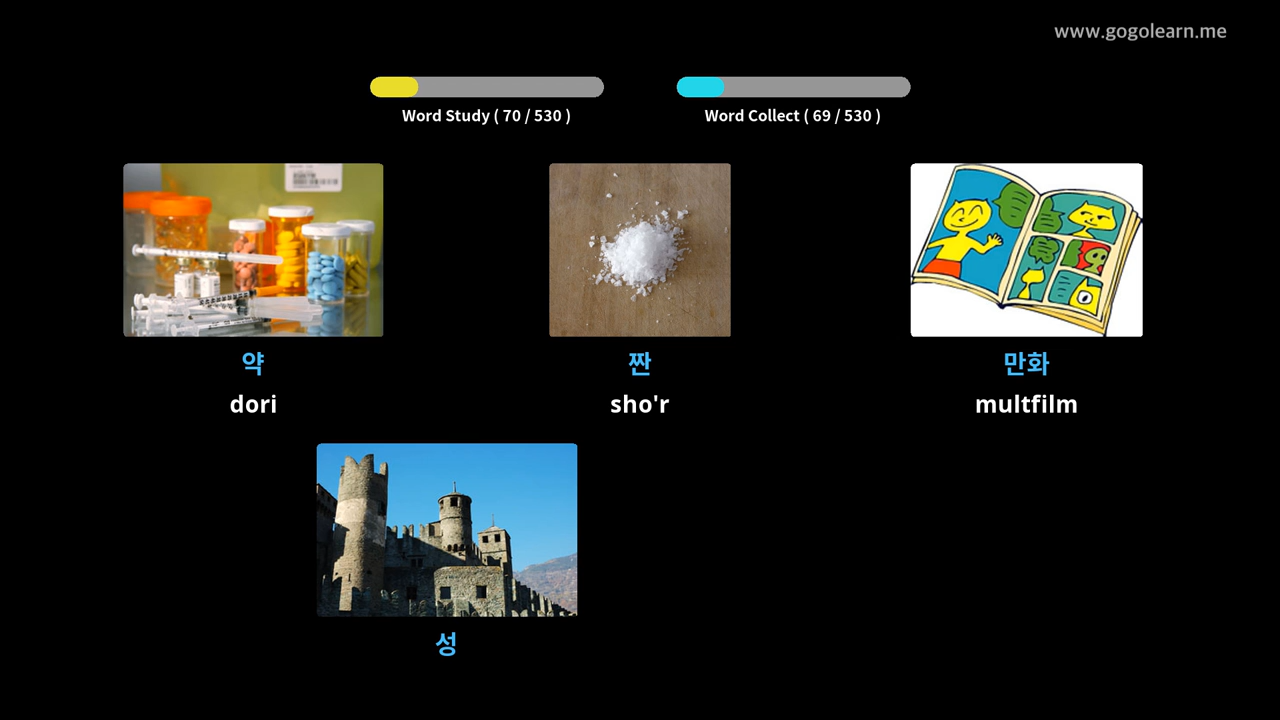 www.gogolearn.me
Word Study ( 70 / 530 )
Word Collect ( 69 / 530 )
약
짠
만화
dori
sho'r
multfilm
성